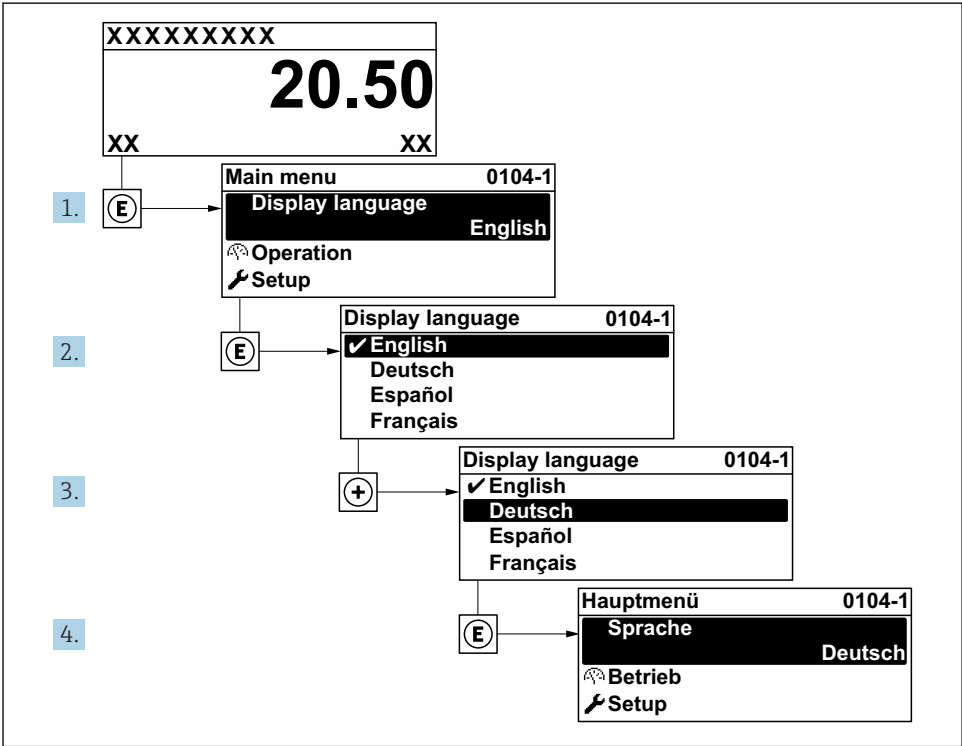 XXXXXXXXX
20.50
XX XX
1. E
Main menu 0104-1
Display language
English
Operation
Setup
2. E
Display language 0104-1
✔English
Deutsch
Español
Français
3. +
Display language 0104-1
✔English
Deutsch
Español
Français
4. E
Hauptmenü 0104-1
Sprache
Deutsch
Betrieb
Setup